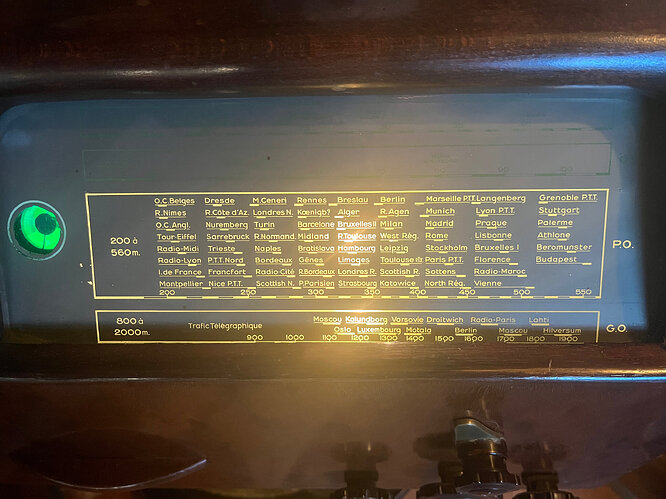 O.C.Belges Dresde M.Ceneri Rennes Breslau Berlin Marseille P.T.T. Langenberg Grenoble P.T.T.
R.Nimes R.Côte d'Az. Londres N. Kœnigbg Alger R.Agen Munich Lyon P.T.T. Stuttgart
O.C.Angl. Nuremberg Turin Barcelone Bruxelles II Milan Madrid Prague Palerme
200 à Tour-Eiffel Sarrebruck R.Normand. Midland R.Toulouse West Rég. Rome Lisbonne Athlone P.O.
560 m. Radio-Midi Trieste Naples Bratislava Hambourg Leipzig Stockholm Bruxelles I Beromunster
Radio-Lyon P.T.T.Nord Bordeaux Gênes Limages Toulouse Paris P.T.T. Florence Budapest
I.de France Francfort Radio-Cité R.Bordeaux Londres R. Scottish R. Sottens Radio-Maroc
Montpellier Nice P.T.T. Scottish N. P.Parisien Strasbourg Katowice North Rég. Vienne
200 250 300 350 400 450 500 550
800 à Moscou Kalundberg Varsovie Droitwich Radio-Paris Lahti
2000 m. Trafic Télégraphique Oslo Luxembourg Motala Berlin Moscou Hilversum G.O.
900 1000 1100 1200 1300 1400 1500 1600 1700 1800 1900